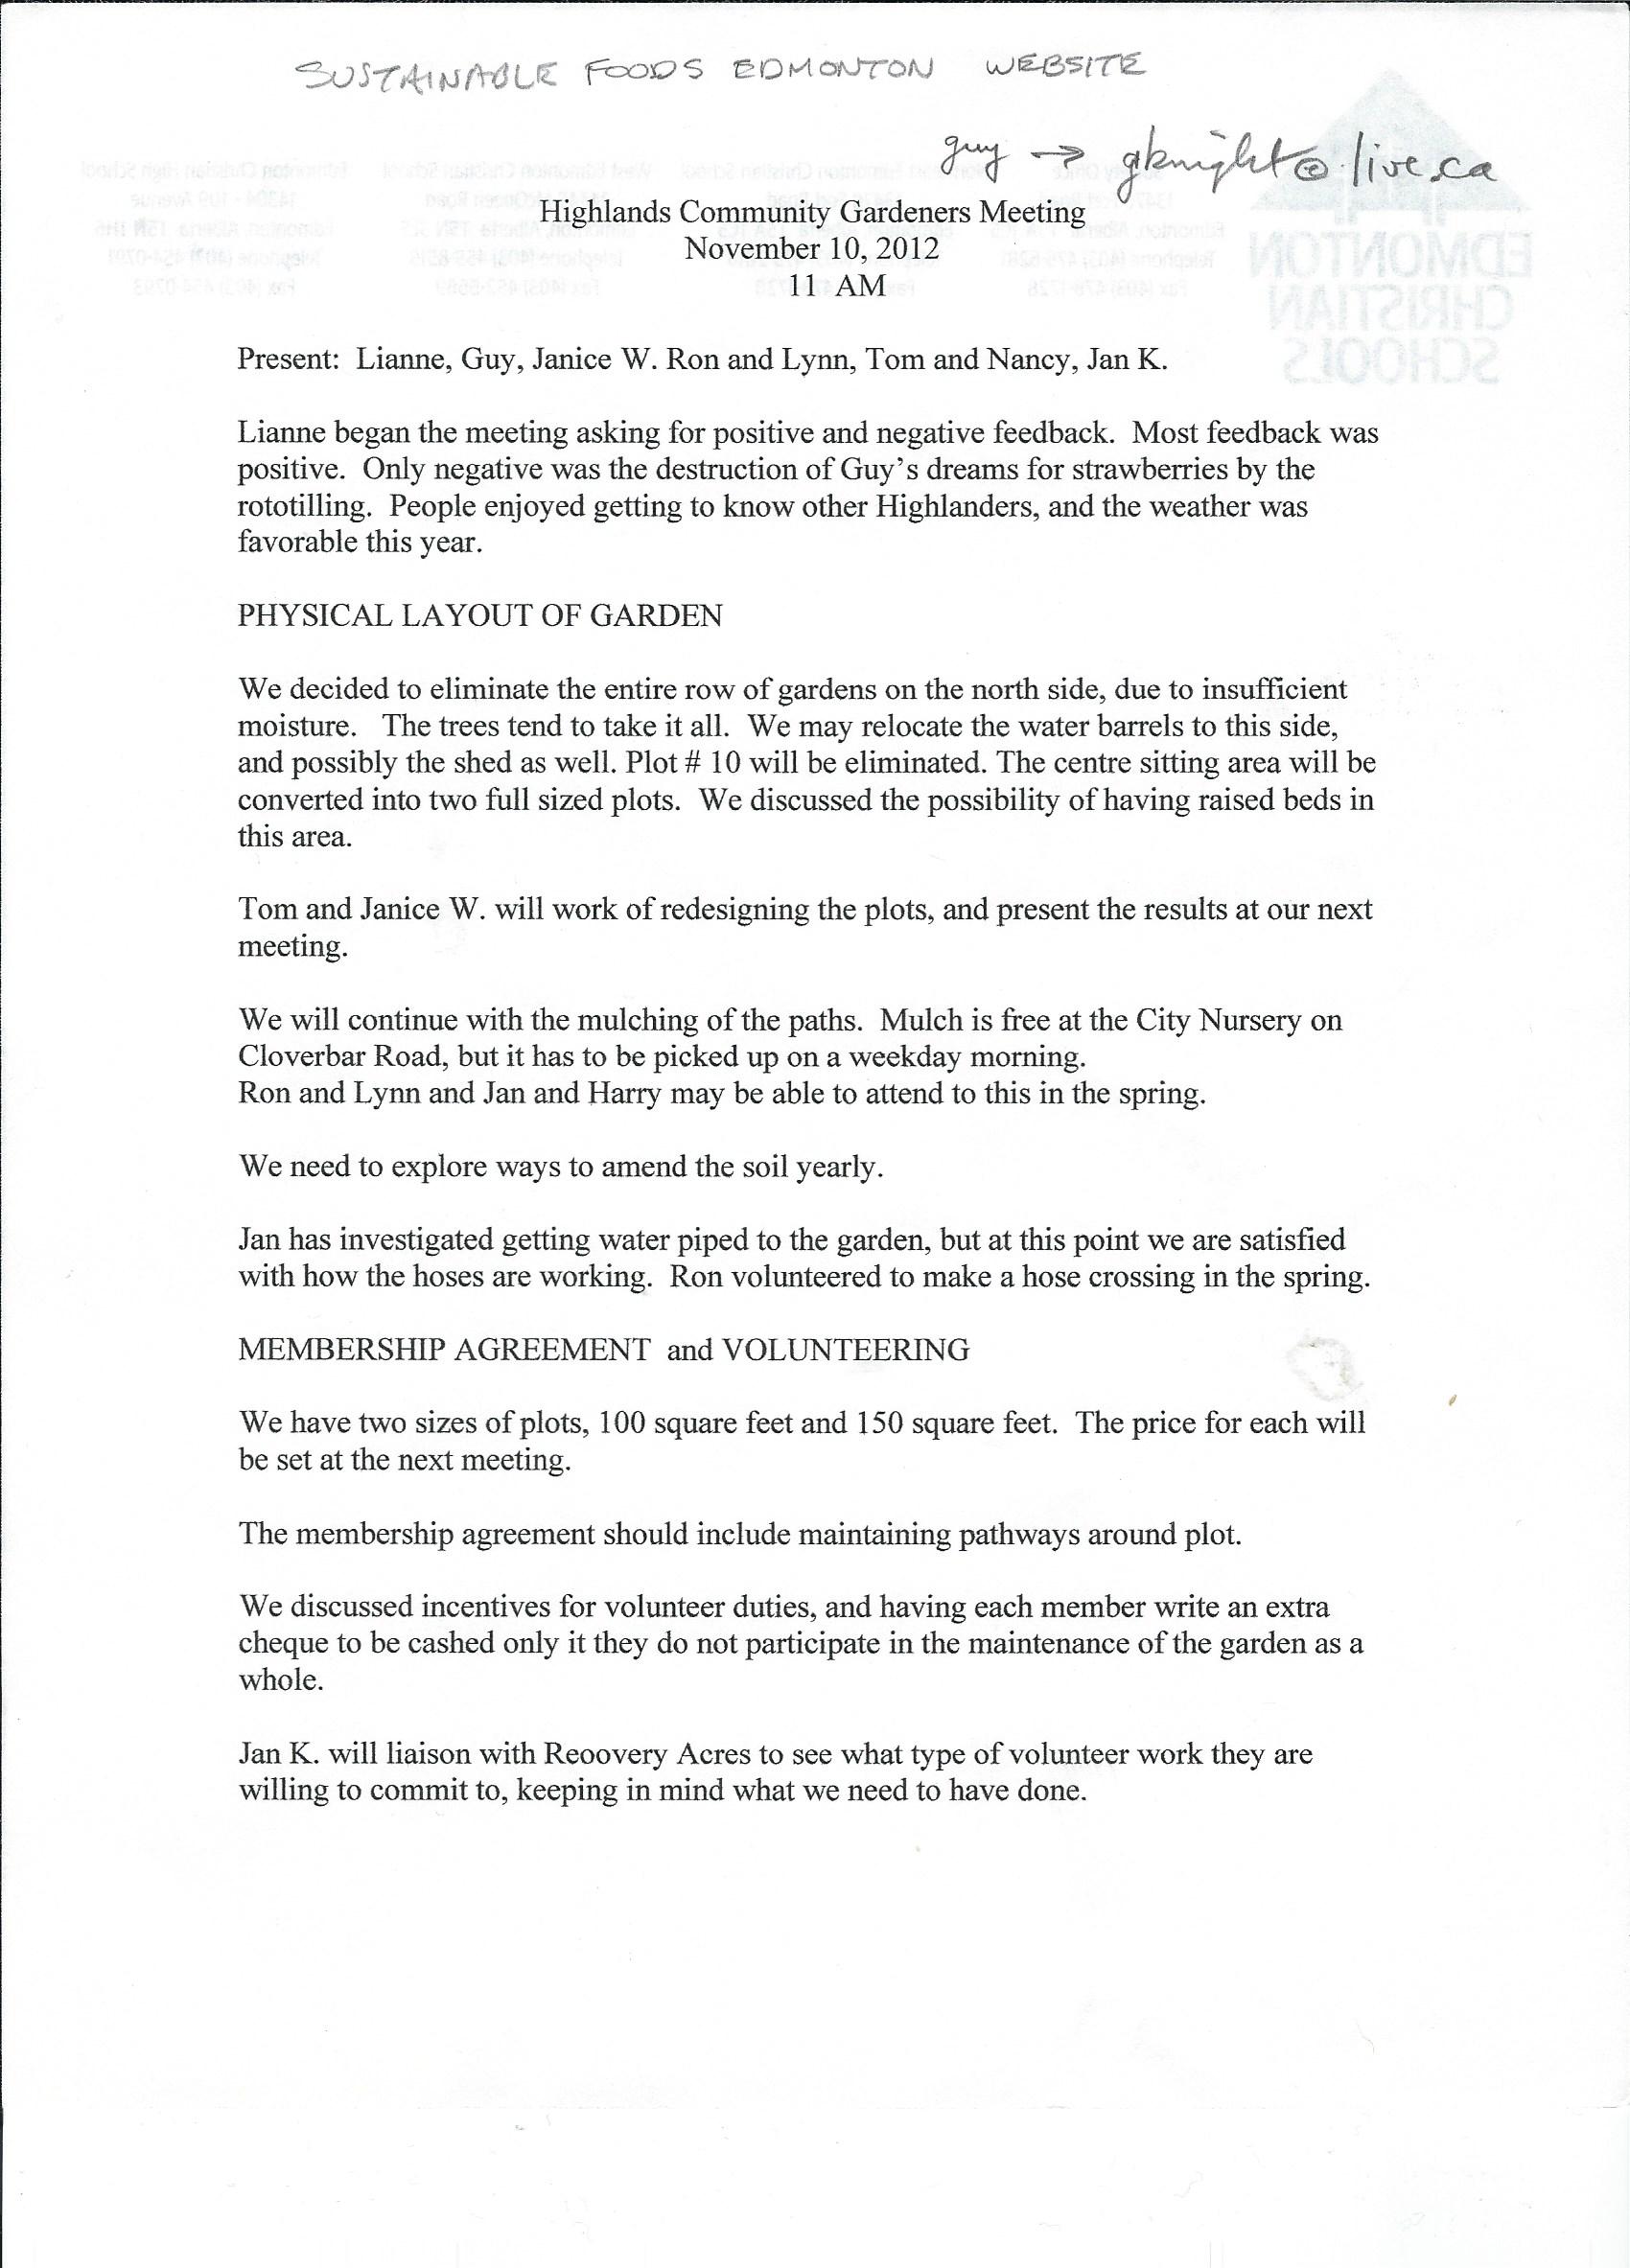 SUSTAINABLE FOODS EDMONTON WEBSITE
guy → gknight@live.ca
Highlands Community Gardeners Meeting
November 10, 2012
11 AM
EDMONTON
CHRISTIAN
SCHOOLS
Present: Lianne, Guy, Janice W. Ron and Lynn, Tom and Nancy, Jan K.
Lianne began the meeting asking for positive and negative feedback. Most feedback was
positive. Only negative was the destruction of Guy's dreams for strawberries by the
rototilling. People enjoyed getting to know other Highlanders, and the weather was
favorable this year.
PHYSICAL LAYOUT OF GARDEN
We decided to eliminate the entire row of gardens on the north side, due to insufficient
moisture. The trees tend to take it all. We may relocate the water barrels to this side,
and possibly the shed as well. Plot # 10 will be eliminated. The centre sitting area will be
converted into two full sized plots. We discussed the possibility of having raised beds in
this area.
Tom and Janice W. will work of redesigning the plots, and present the results at our next
meeting.
We will continue with the mulching of the paths. Mulch is free at the City Nursery on
Cloverbar Road, but it has to be picked up on a weekday morning.
Ron and Lynn and Jan and Harry may be able to attend to this in the spring.
We need to explore ways to amend the soil yearly.
Jan has investigated getting water piped to the garden, but at this point we are satisfied
with how the hoses are working. Ron volunteered to make a hose crossing in the spring.
MEMBERSHIP AGREEMENT and VOLUNTEERING
We have two sizes of plots, 100 square feet and 150 square feet. The price for each will
be set at the next meeting.
The membership agreement should include maintaining pathways around plot.
We discussed incentives for volunteer duties, and having each member write an extra
cheque to be cashed only it they do not participate in the maintenance of the garden as a
whole.
Jan K. will liaison with Reoovery Acres to see what type of volunteer work they are
willing to commit to, keeping in mind what we need to have done.